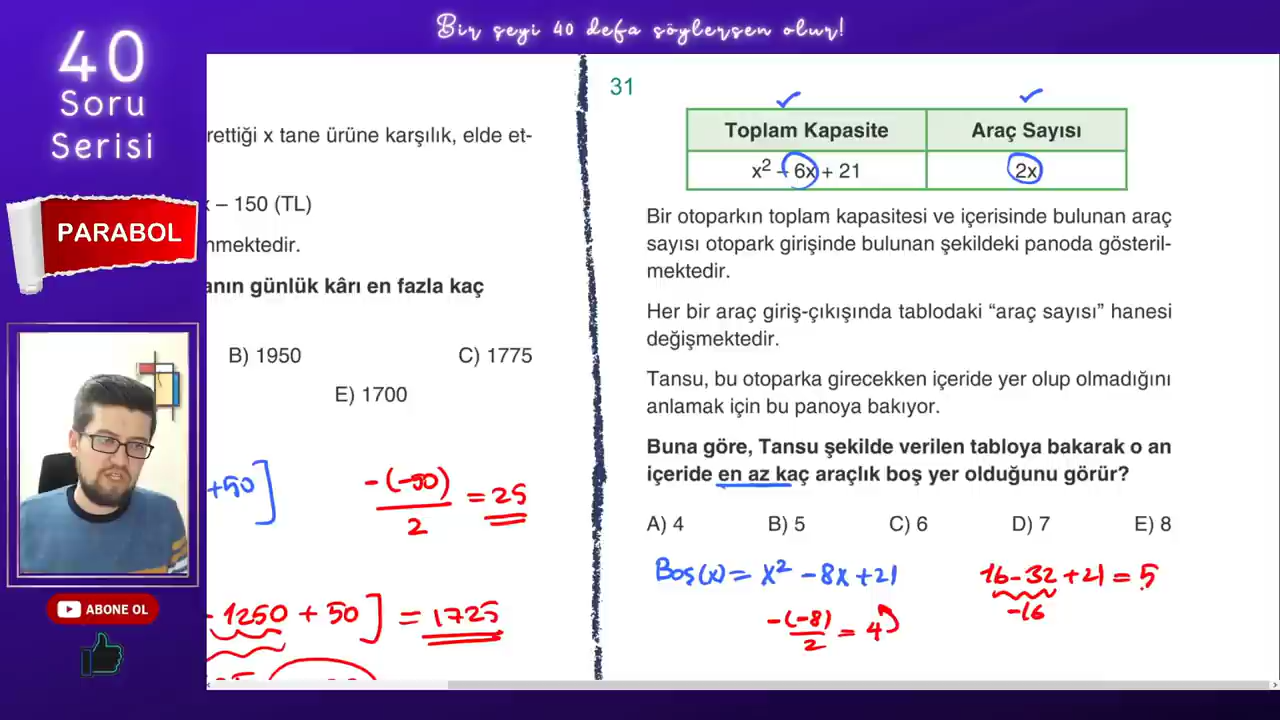 Bir şeyi 40 defa söylersen olur!
40
Soru
Serisi
PARABOL
ABONE OL
rettiği x tane ürüne karşılık, elde et-
x – 150 (TL)
nmektedir.
anın günlük kârı en fazla kaç
B) 1950
C) 1775
E) 1700
+50]
-(-50)
2
= 25
- 1250 + 50] = 1725
31
Toplam Kapasite
Araç Sayısı
x² – 6x + 21
2x
Bir otoparkın toplam kapasitesi ve içerisinde bulunan araç
sayısı otopark girişinde bulunan şekildeki panoda gösteril-
mektedir.
Her bir araç giriş-çıkışında tablodaki “araç sayısı” hanesi
değişmektedir.
Tansu, bu otoparka girecekken içeride yer olup olmadığını
anlamak için bu panoya bakıyor.
Buna göre, Tansu şekilde verilen tabloya bakarak o an
içeride en az kaç araçlık boş yer olduğunu görür?
A) 4
B) 5
C) 6
D) 7
E) 8
Boş(x) = x² - 8x + 21
-(-8)
2
= 4
16 - 32 + 21 = 5
-16